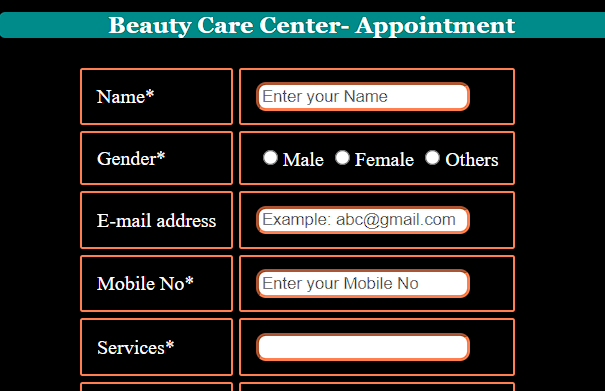 Beauty Care Center- Appointment
Name* Enter your Name
Gender* Male Female Others
E-mail address Example: abc@gmail.com
Mobile No* Enter your Mobile No
Services*